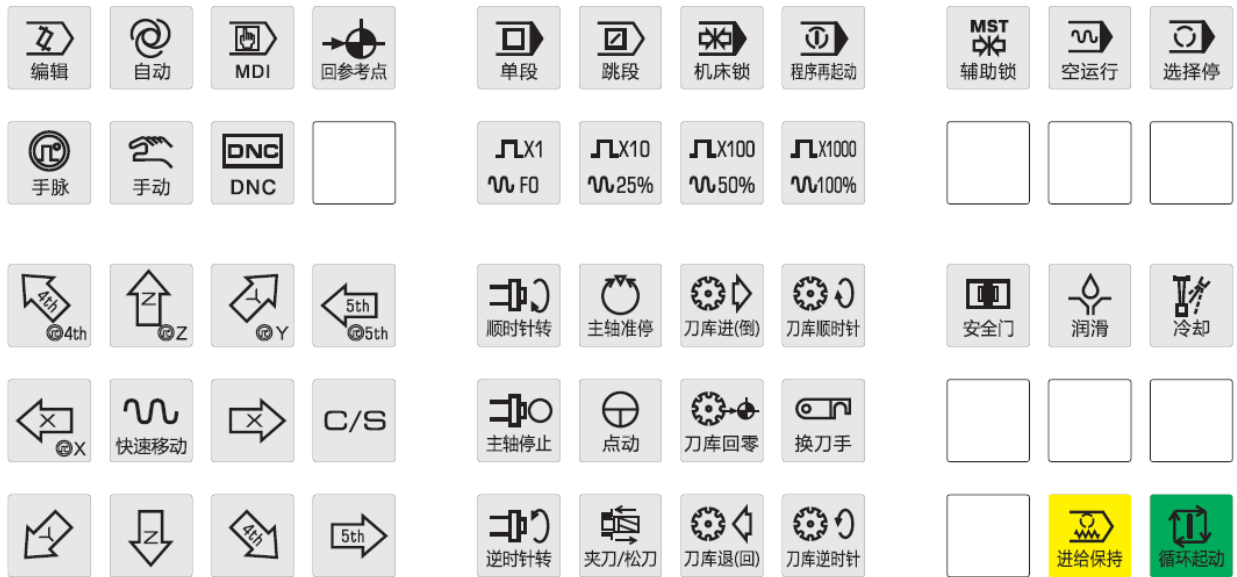 编辑
自动
MDI
回参考点
单段
跳段
机床锁
程序再起动
MST
辅助锁
空运行
选择停
手脉
手动
DNC
DNC
X1
F0
X10
25%
X100
50%
X1000
100%
4th
@4th
Z
@Z
Y
@Y
5th
@5th
顺时针转
主轴准停
刀库进(倒)
刀库顺时针
安全门
润滑
冷却
X
@X
快速移动
X
C/S
主轴停止
点动
刀库回零
换刀手
Y
Z
4th
5th
逆时针转
夹刀/松刀
刀库退(回)
刀库逆时针
进给保持
循环起动